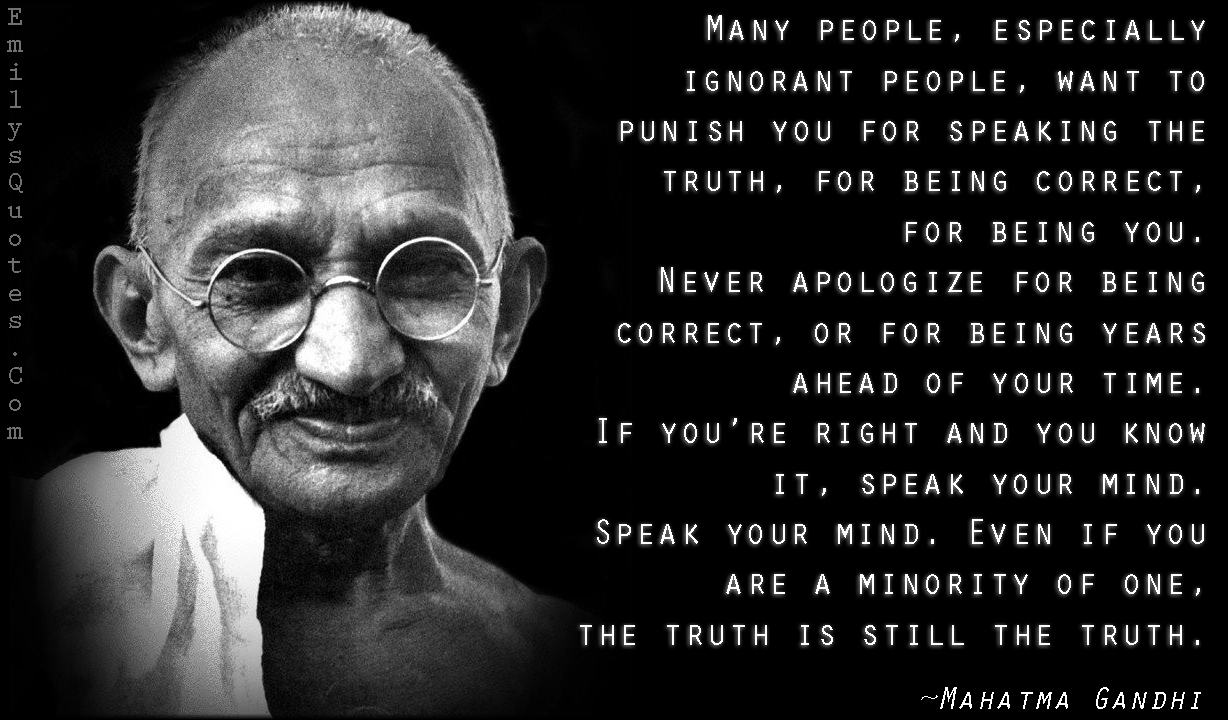 EmilysQuotes.Com
Many people, especially
ignorant people, want to
punish you for speaking the
truth, for being correct,
for being you.
Never apologize for being
correct, or for being years
ahead of your time.
If you're right and you know
it, speak your mind.
Speak your mind. Even if you
are a minority of one,
the truth is still the truth.
~Mahatma Gandhi